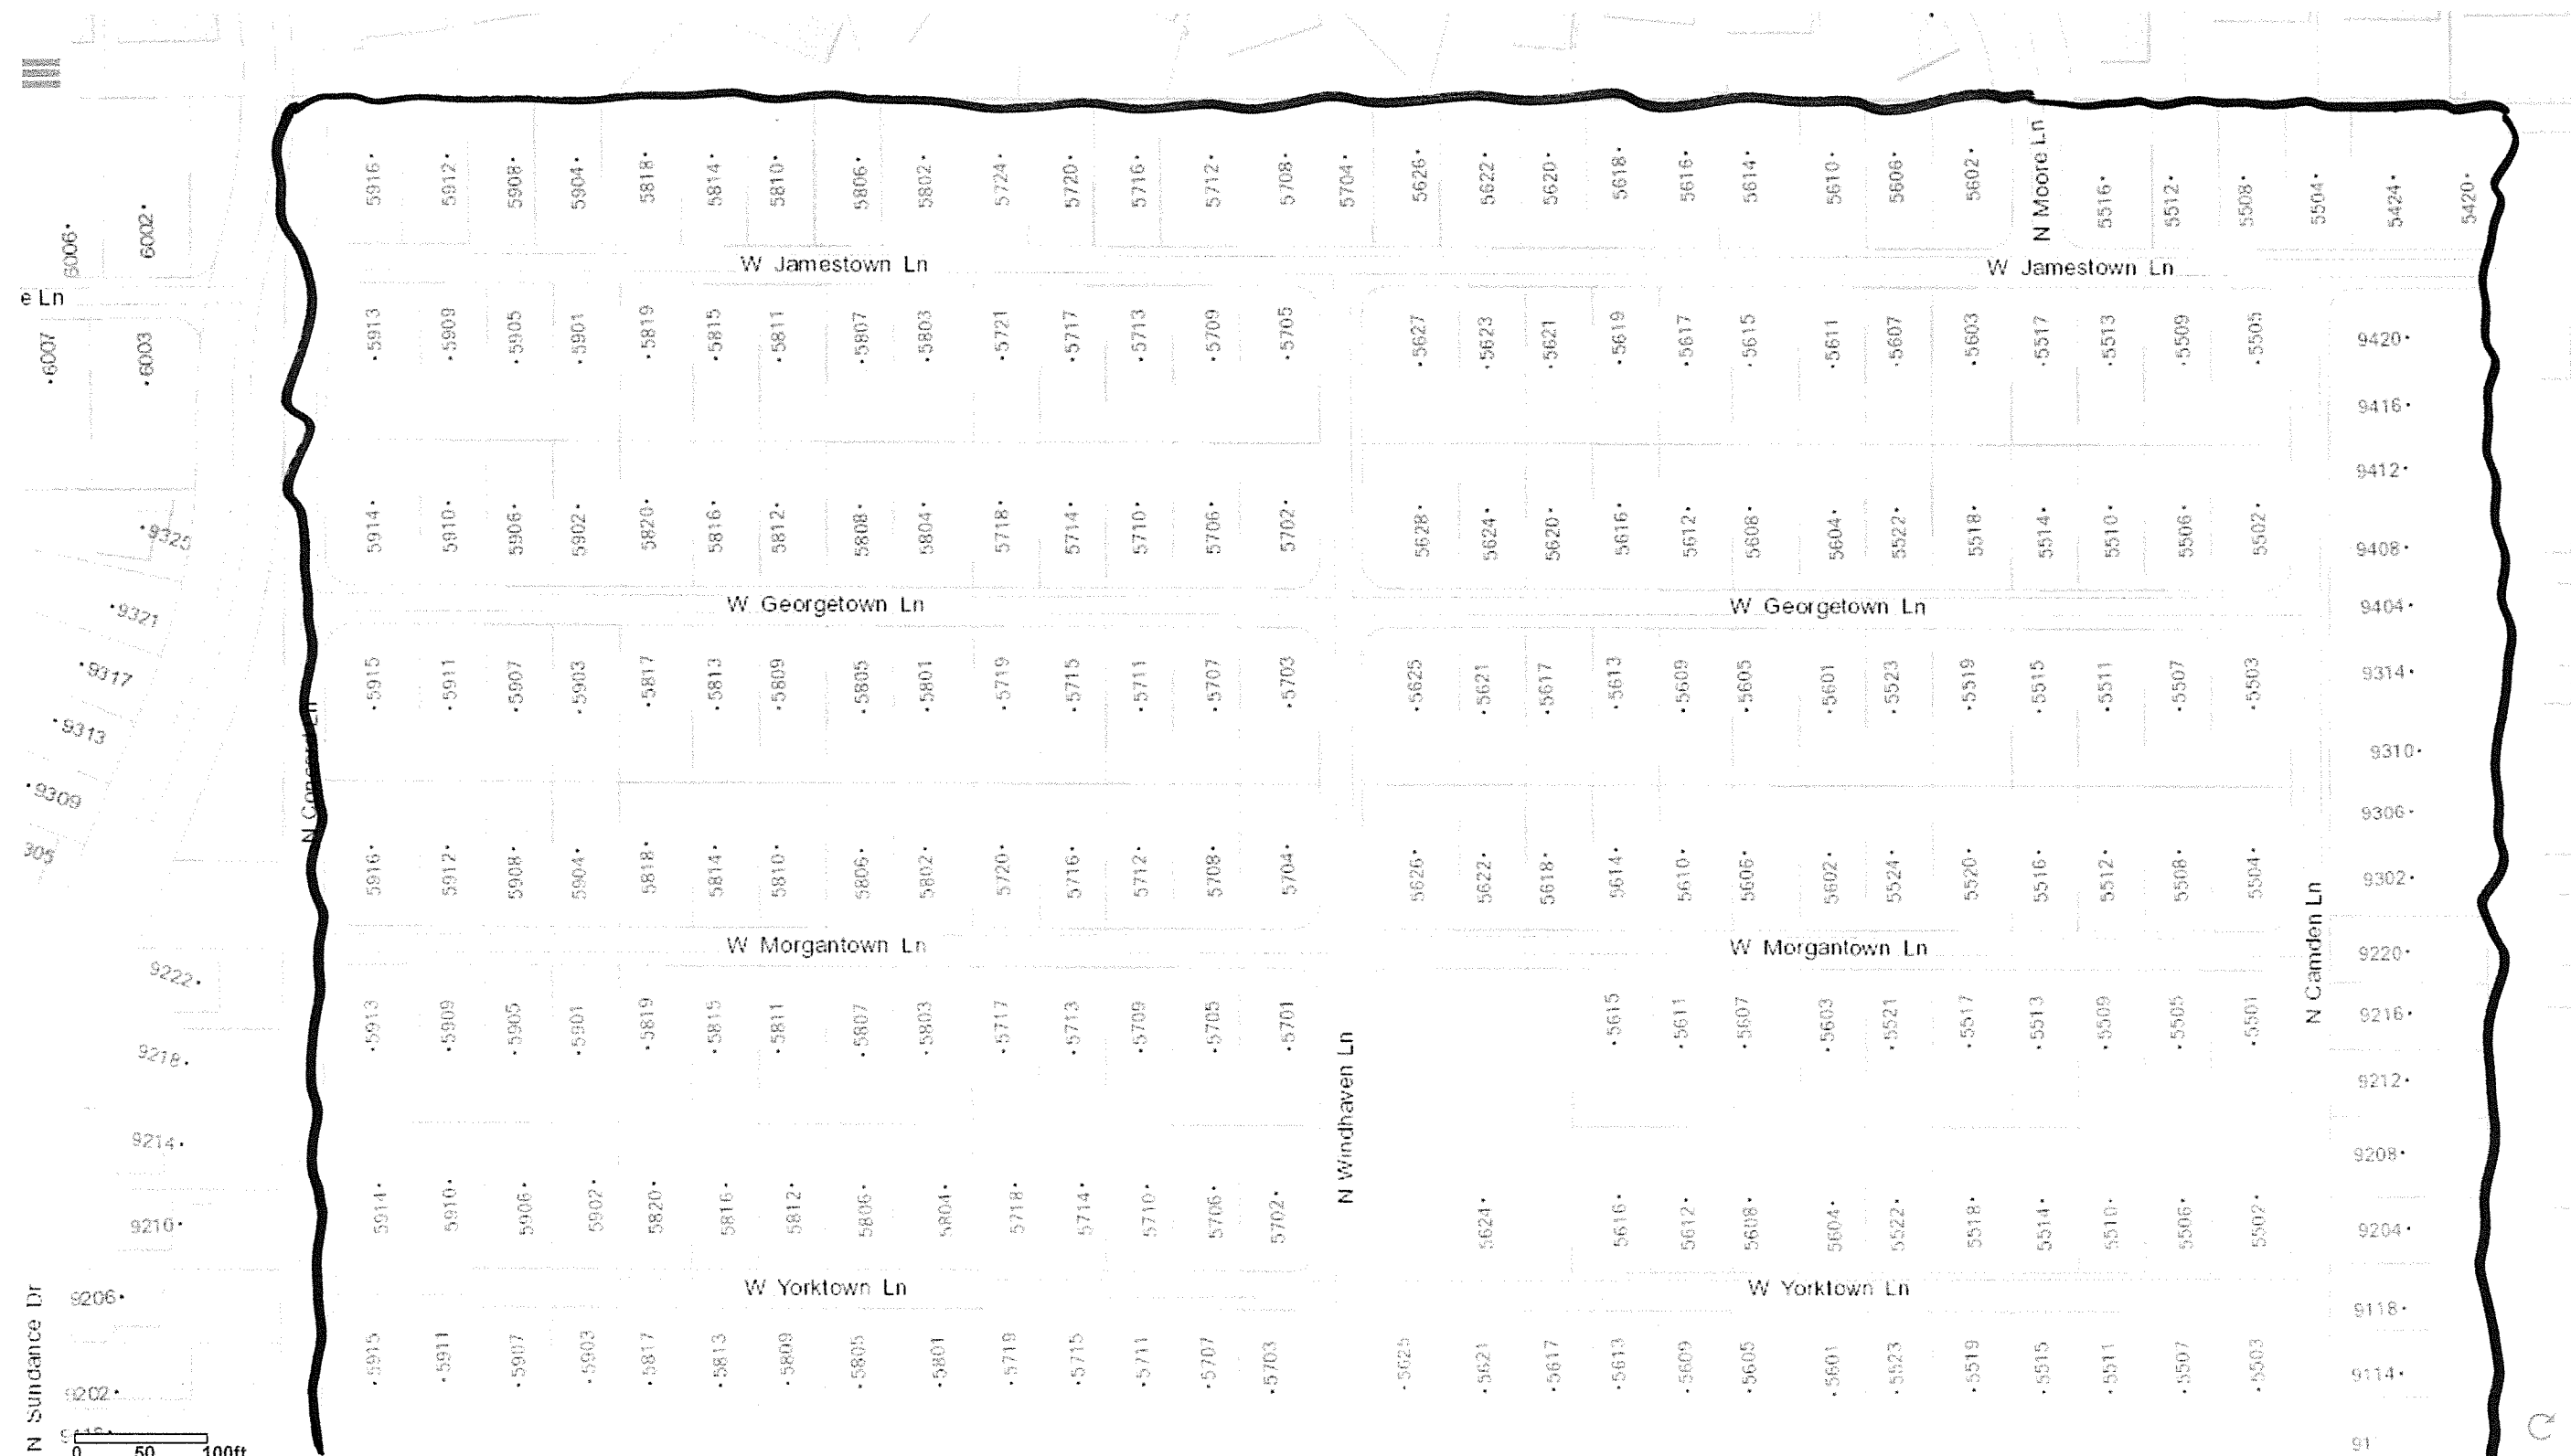 5916 5912 5908 5904 5818 5814 5810 5806 5802 5724 5720 5716 5712 5708 5704 5626 5622 5620 5618 5616 5614 5610 5606 5602 N Moore Ln 5516 5512 5508 5504 5424 5420
6006 6002
W Jamestown Ln W Jamestown Ln
e Ln
6007 6003
5913 5909 5905 5901 5819 5815 5811 5807 5803 5721 5717 5713 5709 5705 5627 5623 5621 5619 5617 5615 5611 5607 5603 5517 5513 5509 5505 9420
9416
9412
9325 5914 5910 5906 5902 5820 5816 5812 5808 5804 5718 5714 5710 5706 5702 5628 5624 5620 5616 5612 5608 5604 5522 5518 5514 5510 5506 5502 9408
9321 W Georgetown Ln W Georgetown Ln 9404
9317 5915 5911 5907 5903 5817 5813 5809 5805 5801 5719 5715 5711 5707 5703 5625 5621 5617 5613 5609 5605 5601 5523 5519 5515 5511 5507 5503 9314
9313 9310
9309 9306
305 5916 5912 5908 5904 5818 5814 5810 5806 5802 5720 5716 5712 5708 5704 5626 5622 5618 5614 5610 5606 5602 5524 5520 5516 5512 5508 5504 9302
W Morgantown Ln W Morgantown Ln N Camden Ln 9220
9222
5913 5909 5905 5901 5819 5815 5811 5807 5803 5717 5713 5709 5705 5701 5615 5611 5607 5603 5521 5517 5513 5509 5505 5501 9216
9218 9212
N Windhaven Ln
9214 9208
9210 5914 5910 5906 5902 5820 5816 5812 5804 5718 5714 5710 5706 5702 5624 5616 5612 5608 5604 5522 5518 5514 5510 5506 5502 9204
W Yorktown Ln W Yorktown Ln
9206 9118
N Sundance Dr
9202 5915 5911 5907 5903 5817 5813 5809 5805 5801 5719 5715 5711 5707 5703 5625 5621 5617 5613 5609 5605 5601 5523 5519 5515 5511 5507 5503 9114
91
0 50 100ft